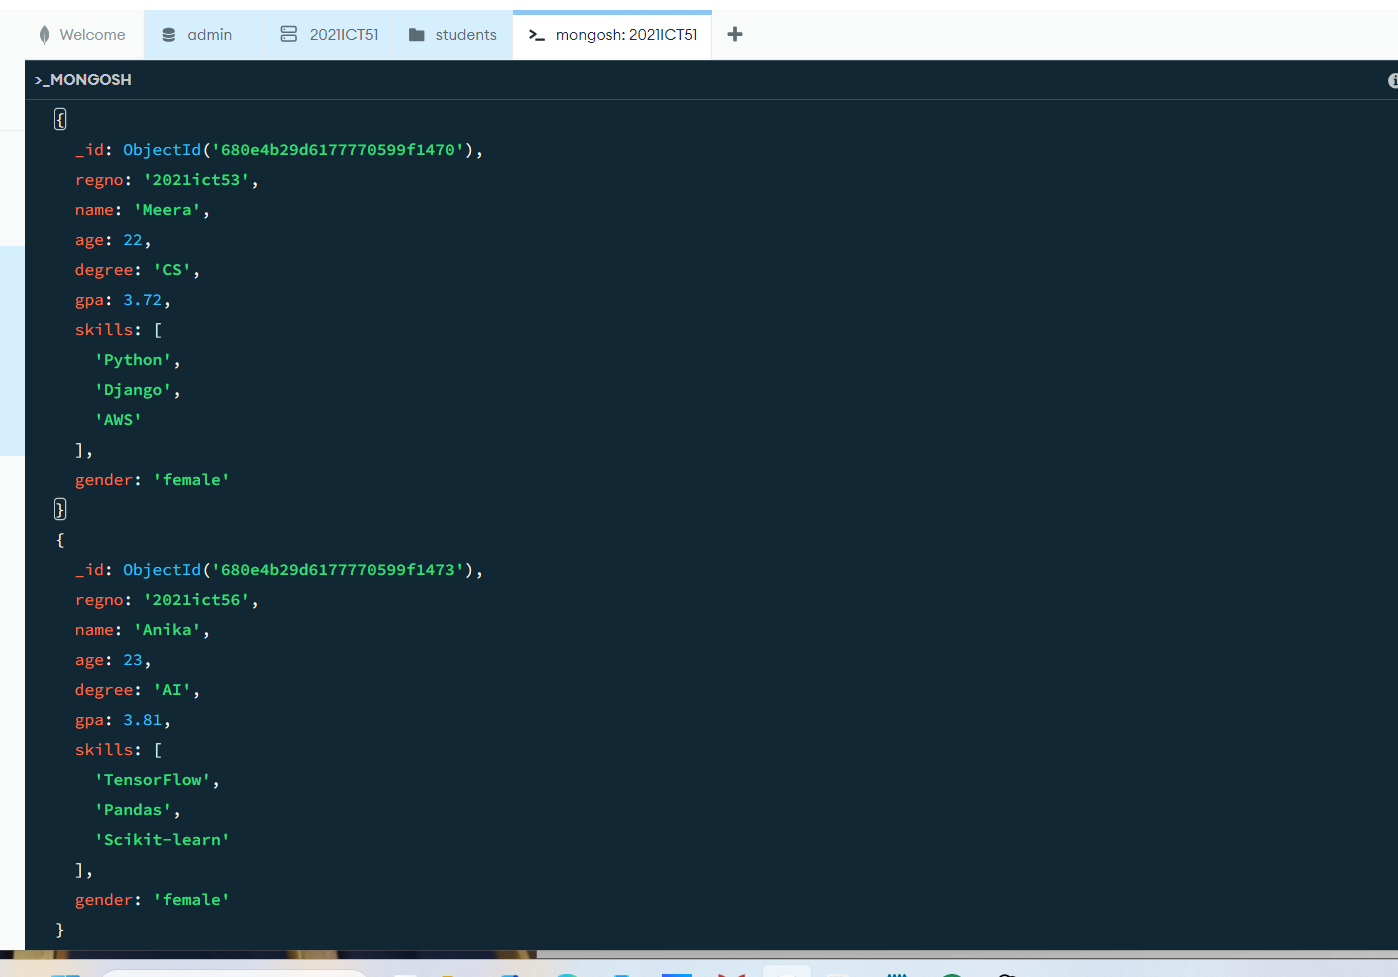 Welcome admin 2021ICT51 students >_ mongosh: 2021ICT51 +
>_MONGOSH
{
_id: ObjectId('680e4b29d6177770599f1470'),
regno: '2021ict53',
name: 'Meera',
age: 22,
degree: 'CS',
gpa: 3.72,
skills: [
'Python',
'Django',
'AWS'
],
gender: 'female'
}
{
_id: ObjectId('680e4b29d6177770599f1473'),
regno: '2021ict56',
name: 'Anika',
age: 23,
degree: 'AI',
gpa: 3.81,
skills: [
'TensorFlow',
'Pandas',
'Scikit-learn'
],
gender: 'female'
}